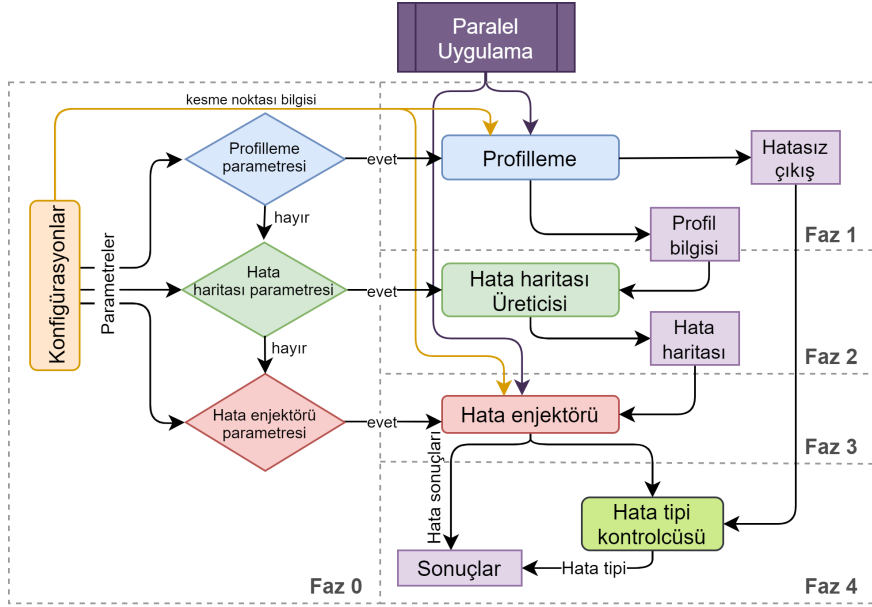 Paralel
Uygulama
kesme noktası bilgisi
Profilleme
parametresi
evet
Profilleme
Hatasız
çıkış
hayır
Profil
bilgisi
Faz 1
Konfigürasyonlar
Parametreler
Hata
haritası parametresi
evet
Hata haritası
Üreticisi
hayır
Hata
haritası
Faz 2
Hata enjektörü
parametresi
evet
Hata enjektörü
Faz 3
Hata sonuçları
Hata tipi
kontrolcüsü
Hata tipi
Sonuçlar
Faz 0
Faz 4